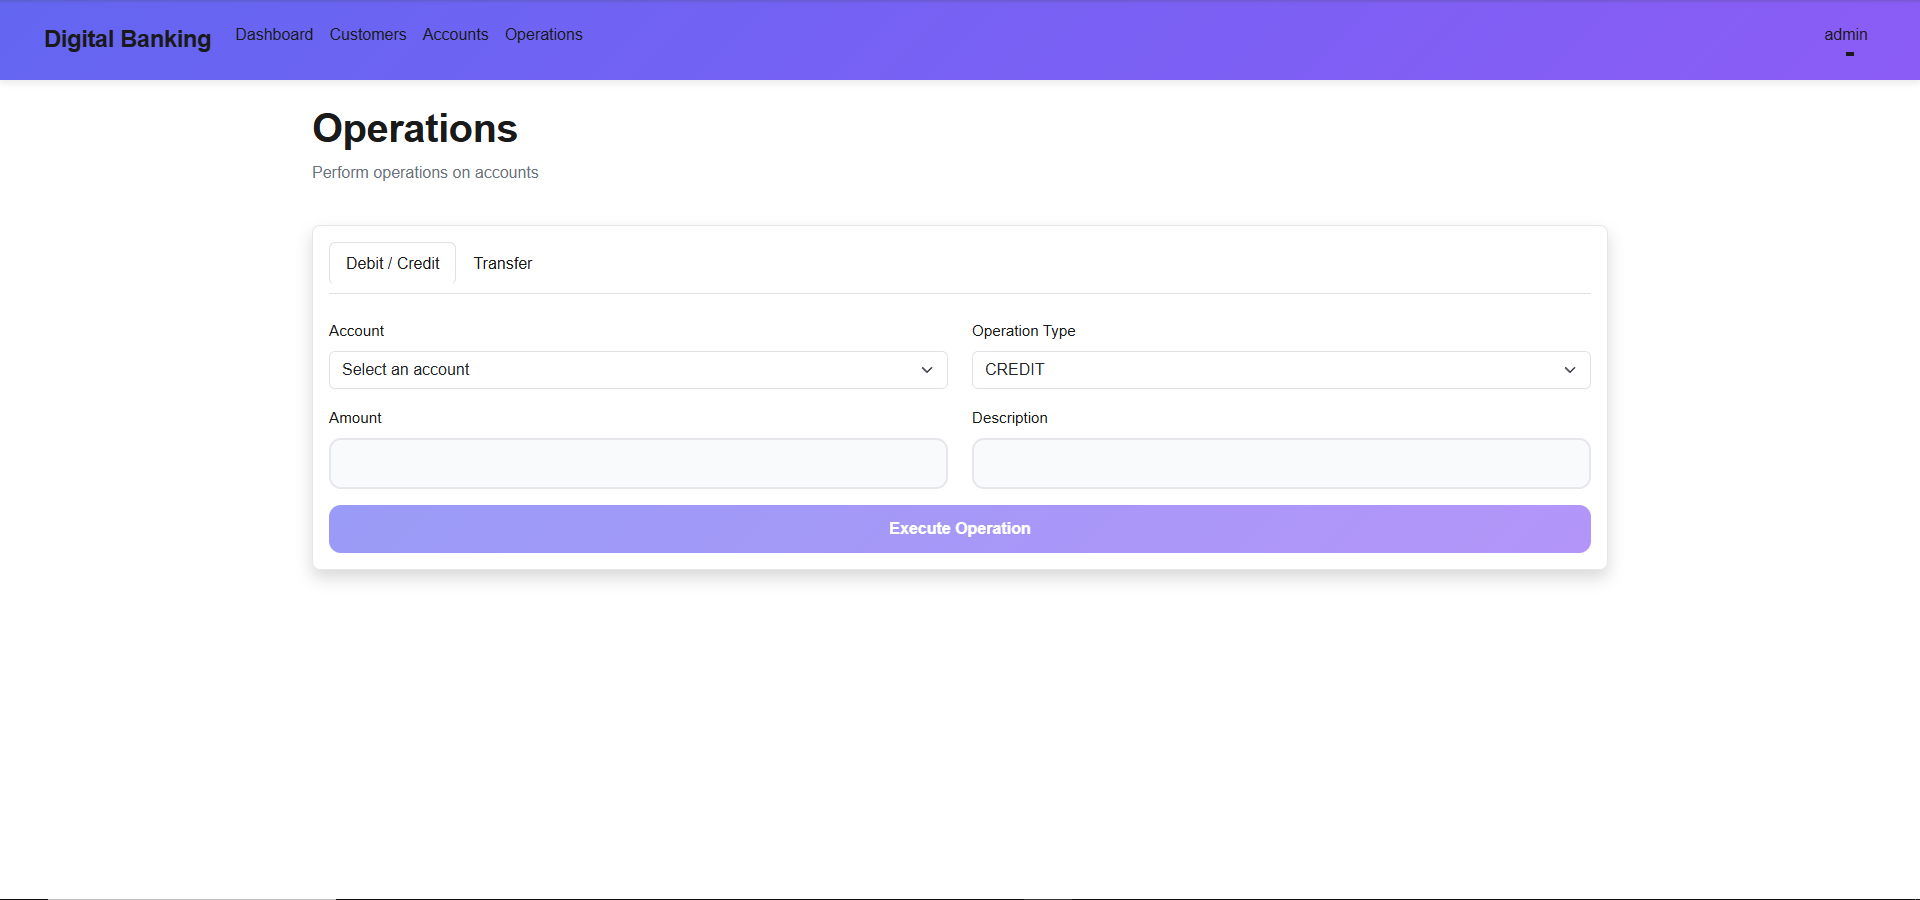 Digital Banking Dashboard Customers Accounts Operations admin
Operations
Perform operations on accounts
Debit / Credit Transfer
Account Operation Type
Select an account CREDIT
Amount Description
Execute Operation